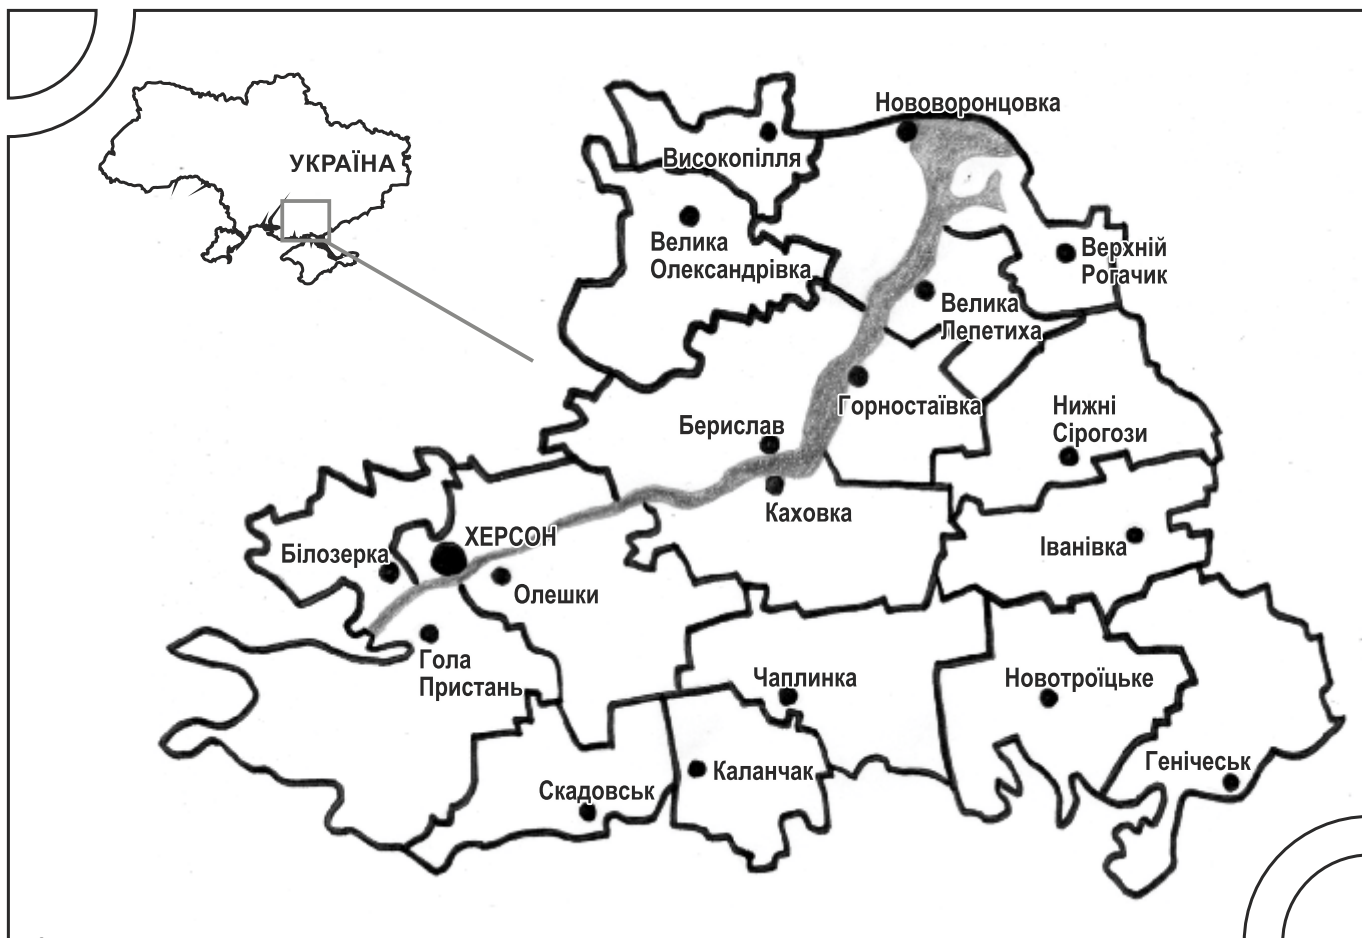 УКРАЇНА
Нововоронцовка
Високопілля
Велика
Олександрівка
Верхній
Рогачик
Велика
Лепетиха
Горностаївка
Нижні
Сірогози
Берислав
Каховка
Іванівка
ХЕРСОН
Білозерка
Олешки
Гола
Пристань
Чаплинка
Новотроїцьке
Генічеськ
Каланчак
Скадовськ